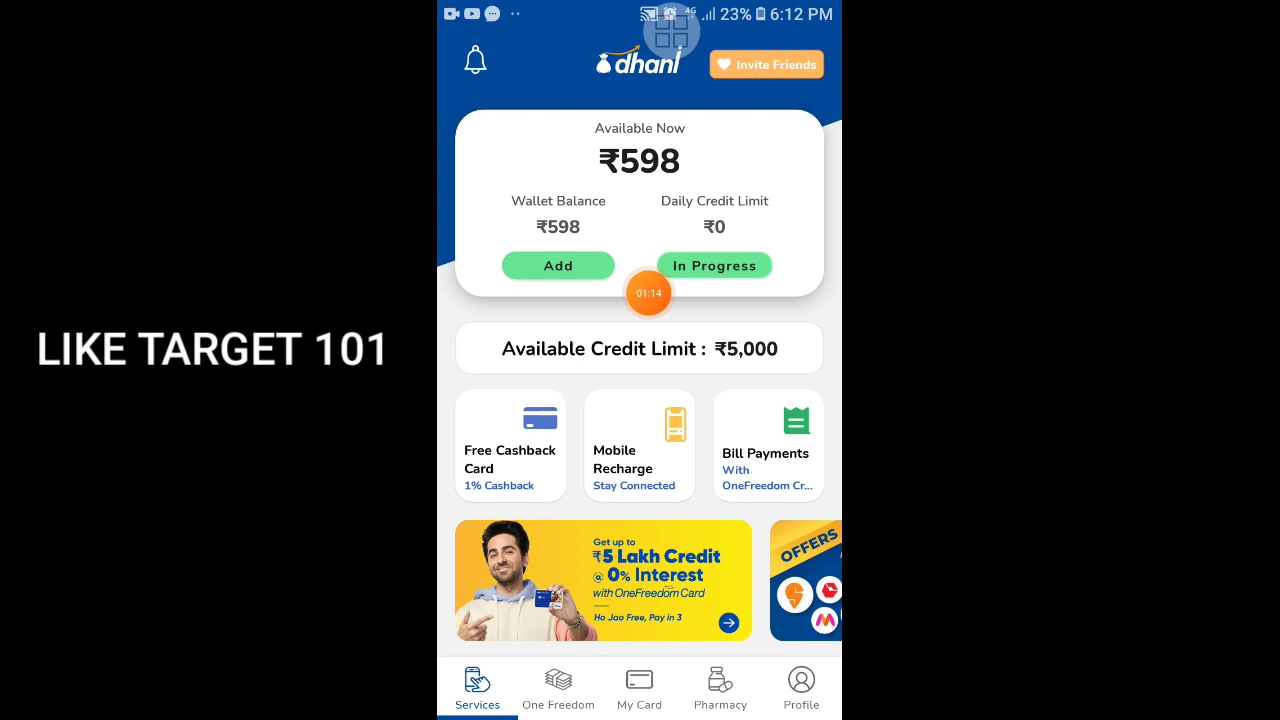 4G 23% 6:12 PM
dhani
Invite Friends
Available Now
₹598
Wallet Balance
Daily Credit Limit
₹598
₹0
Add
In Progress
01:14
LIKE TARGET 101
Available Credit Limit : ₹5,000
Free Cashback
Card
1% Cashback
Mobile
Recharge
Stay Connected
Bill Payments
With
OneFreedom Cr...
Get up to
₹5 Lakh Credit
@ 0% Interest
with OneFreedom Card
Ho Jao Free, Pay in 3
OFFERS
Services
One Freedom
My Card
Pharmacy
Profile